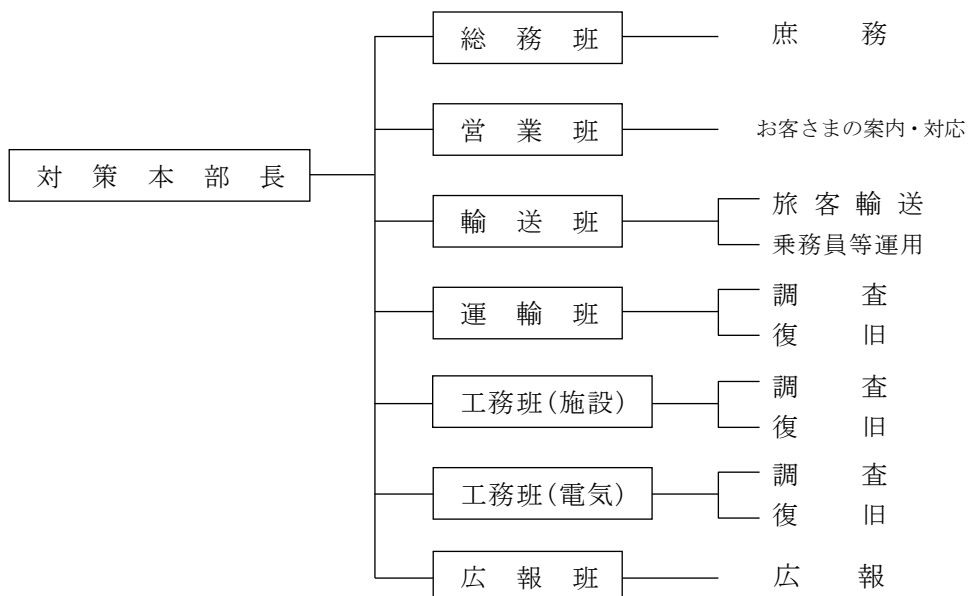 総務班
庶務
営業班
お客さまの案内・対応
対策本部長
輸送班
旅客輸送
乗務員等運用
運輸班
調査
復旧
工務班(施設)
調査
復旧
工務班(電気)
調査
復旧
広報班
広報